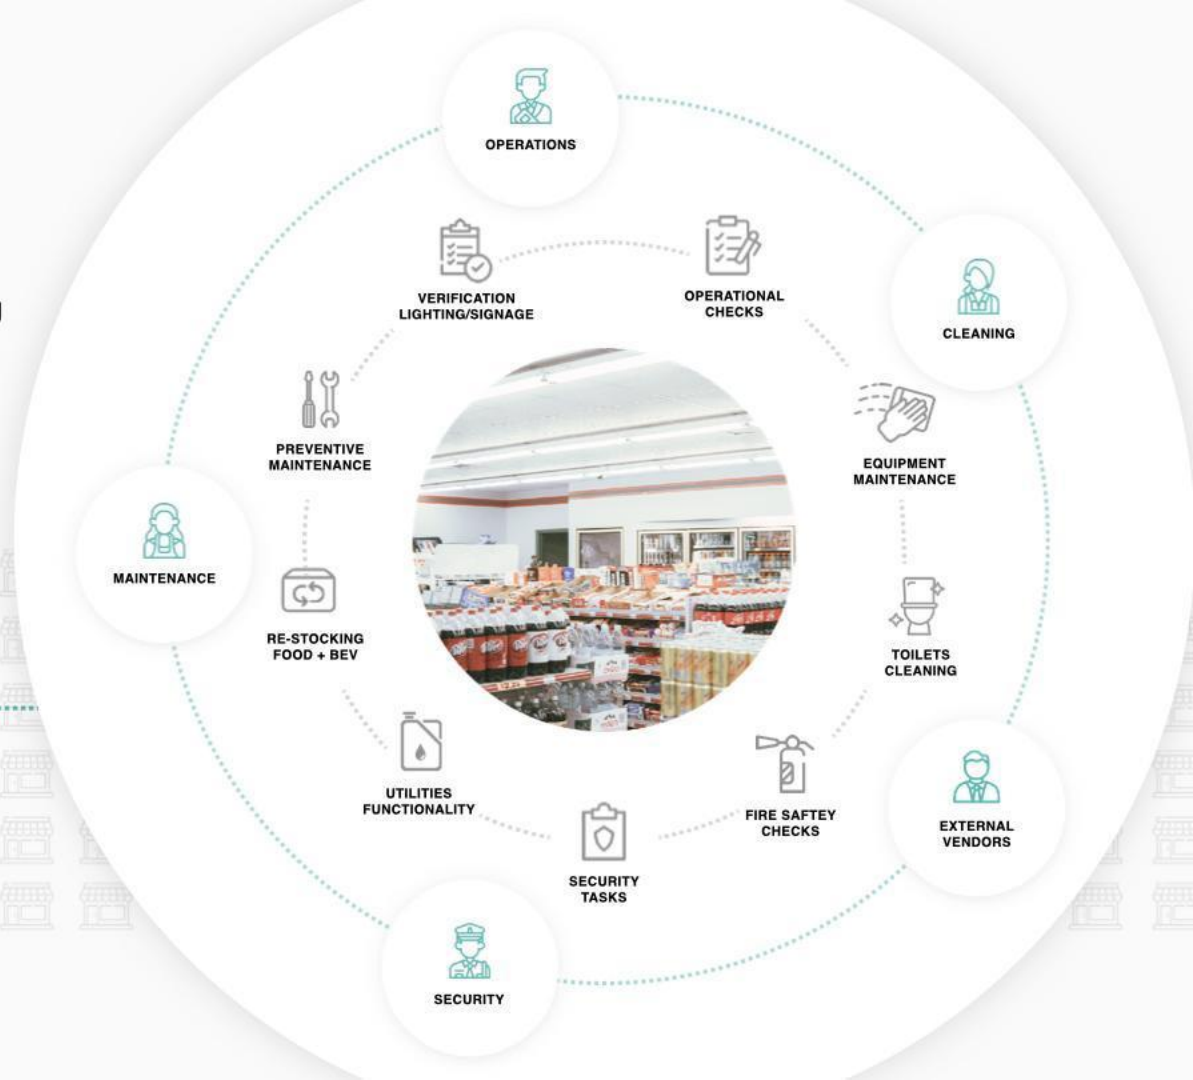 OPERATIONS
VERIFICATION
LIGHTING/SIGNAGE
OPERATIONAL
CHECKS
CLEANING
PREVENTIVE
MAINTENANCE
EQUIPMENT
MAINTENANCE
MAINTENANCE
RE-STOCKING
FOOD + BEV
TOILETS
CLEANING
UTILITIES
FUNCTIONALITY
FIRE SAFTEY
CHECKS
EXTERNAL
VENDORS
SECURITY
TASKS
SECURITY